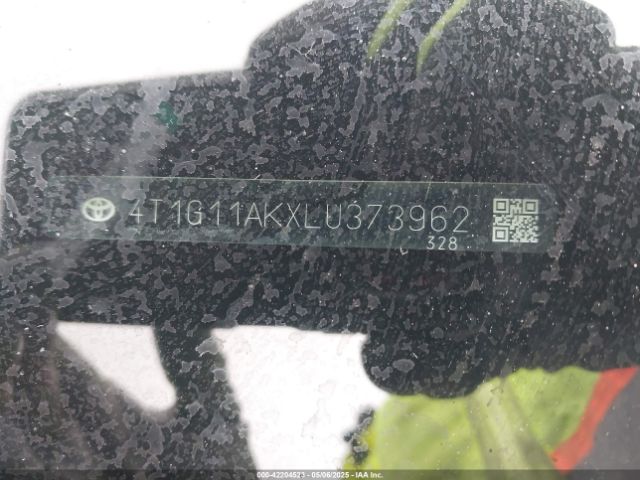 4T1G11AKXLU373962
328
000-42204523 - 05/06/2025 - IAA Inc.